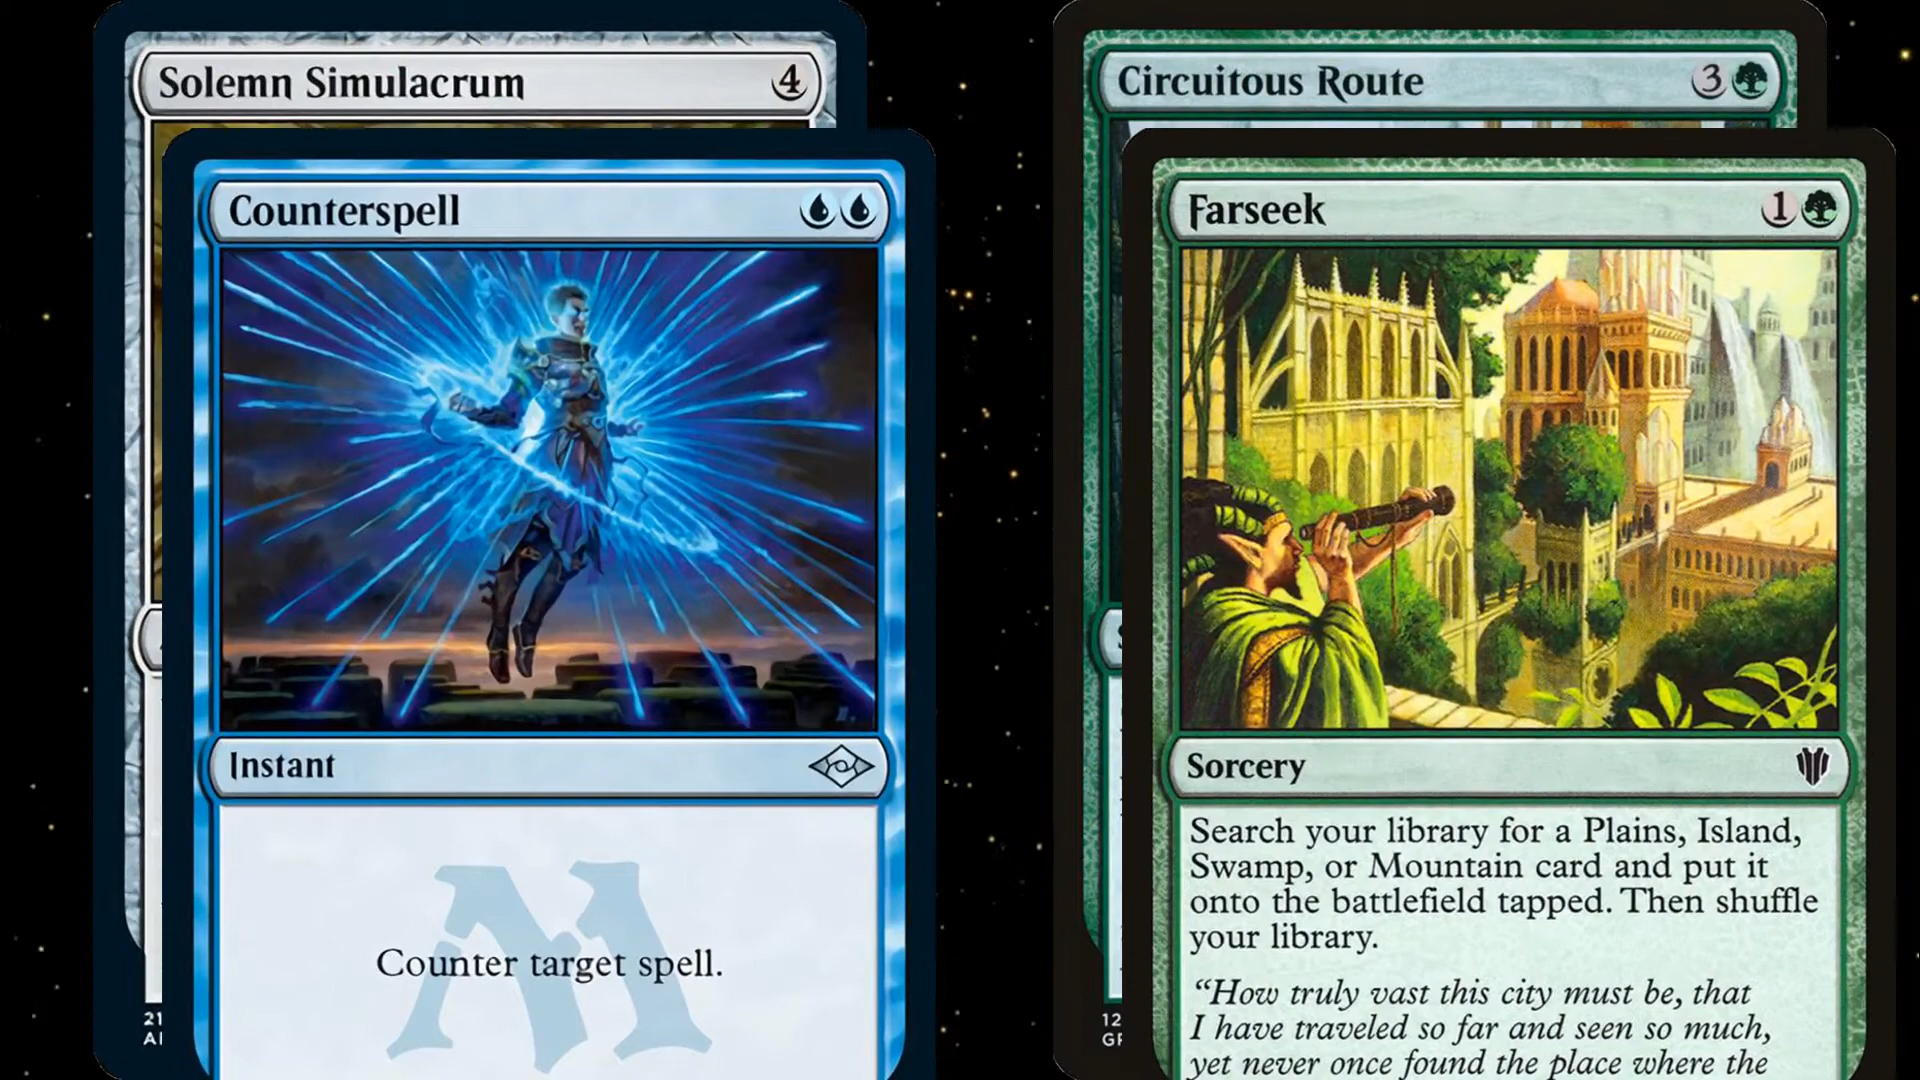 Solemn Simulacrum 4
Counterspell
Instant
Counter target spell.
21
Circuitous Route 3
Farseek 1
Sorcery
Search your library for a Plains, Island,
Swamp, or Mountain card and put it
onto the battlefield tapped. Then shuffle
your library.
“How truly vast this city must be, that
I have traveled so far and seen so much,
yet never once found the place where the
12